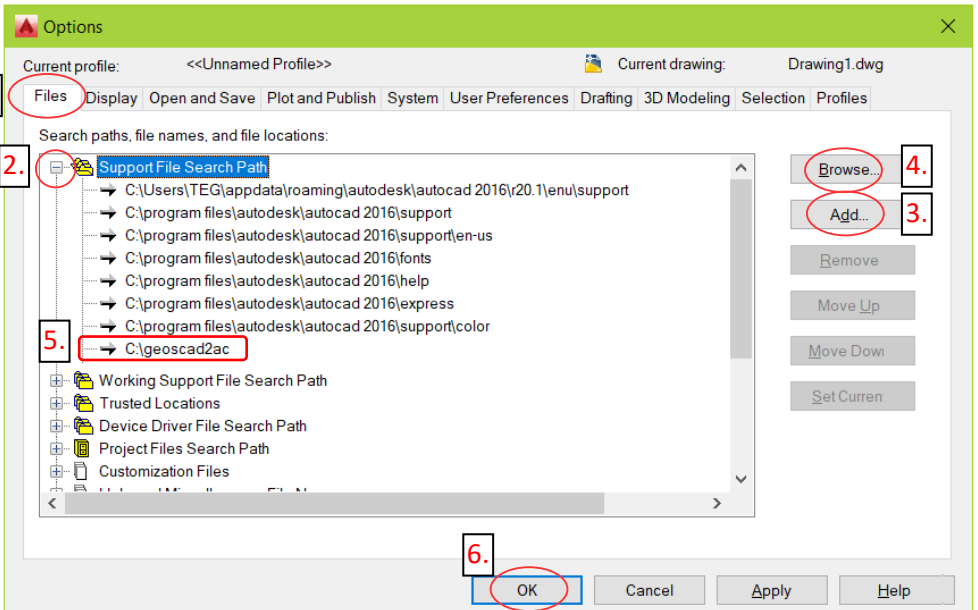 Options
Current profile: <<Unnamed Profile>> Current drawing: Drawing1.dwg
Files Display Open and Save Plot and Publish System User Preferences Drafting 3D Modeling Selection Profiles
Search paths, file names, and file locations:
2. Support File Search Path
C:\Users\TEG\appdata\roaming\autodesk\autocad 2016\r20.1\enu\support
C:\program files\autodesk\autocad 2016\support
C:\program files\autodesk\autocad 2016\support\en-us
C:\program files\autodesk\autocad 2016\fonts
C:\program files\autodesk\autocad 2016\help
C:\program files\autodesk\autocad 2016\express
C:\program files\autodesk\autocad 2016\support\color
5. C:\geoscad2ac
Working Support File Search Path
Trusted Locations
Device Driver File Search Path
Project Files Search Path
Customization Files
Browse... 4.
Add... 3.
Remove
Move Up
Move Down
Set Current
6.
OK Cancel Apply Help